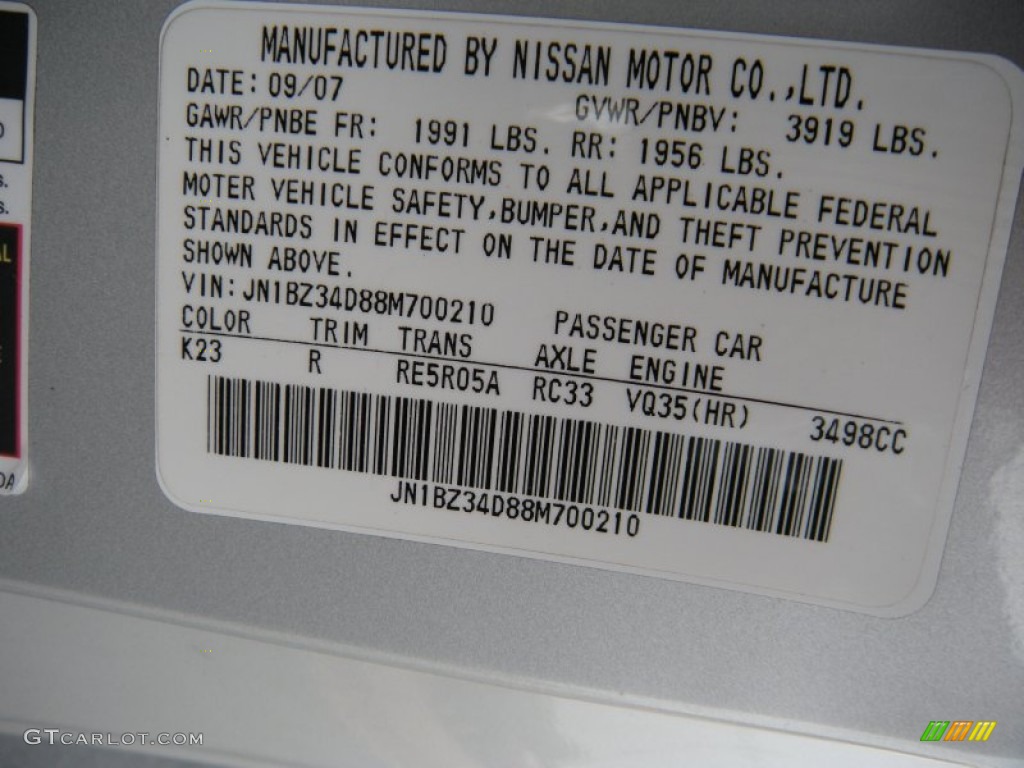 MANUFACTURED BY NISSAN MOTOR CO.,LTD.
DATE: 09/07 GVWR/PNBV: 3919 LBS.
GAWR/PNBE FR: 1991 LBS. RR: 1956 LBS.
THIS VEHICLE CONFORMS TO ALL APPLICABLE FEDERAL
MOTER VEHICLE SAFETY,BUMPER,AND THEFT PREVENTION
STANDARDS IN EFFECT ON THE DATE OF MANUFACTURE
SHOWN ABOVE.
VIN: JN1BZ34D88M700210 PASSENGER CAR
COLOR TRIM TRANS AXLE ENGINE
K23 R RE5R05A RC33 VQ35(HR) 3498CC
JN1BZ34D88M700210
GTCARLOT.COM